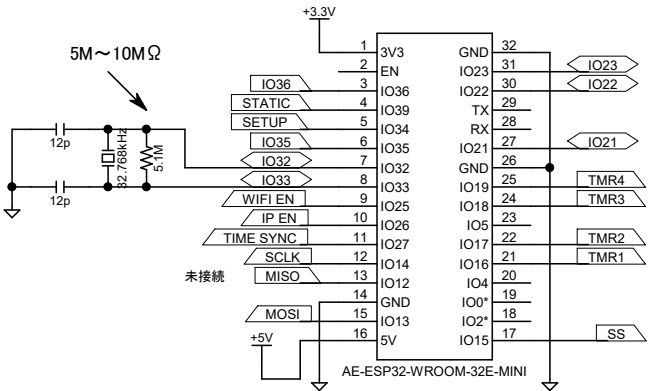 +3.3V
5M～10MΩ
12p
32.768kHz
5.1M
12p
IO36
STATIC
SETUP
IO35
IO32
IO33
WIFI EN
IP EN
TIME SYNC
SCLK
未接続 MISO
MOSI
+5V
1 3V3 GND 32
2 EN IO23 31 IO23
3 IO36 IO22 30 IO22
4 IO39 TX 29
5 IO34 RX 28
6 IO35 IO21 27 IO21
7 IO32 GND 26
8 IO33 IO19 25 TMR4
9 IO25 IO18 24 TMR3
10 IO26 IO5 23
11 IO27 IO17 22 TMR2
12 IO14 IO16 21 TMR1
13 IO12 IO4 20
14 GND IO0* 19
15 IO13 IO2* 18
16 5V IO15 17 SS
AE-ESP32-WROOM-32E-MINI